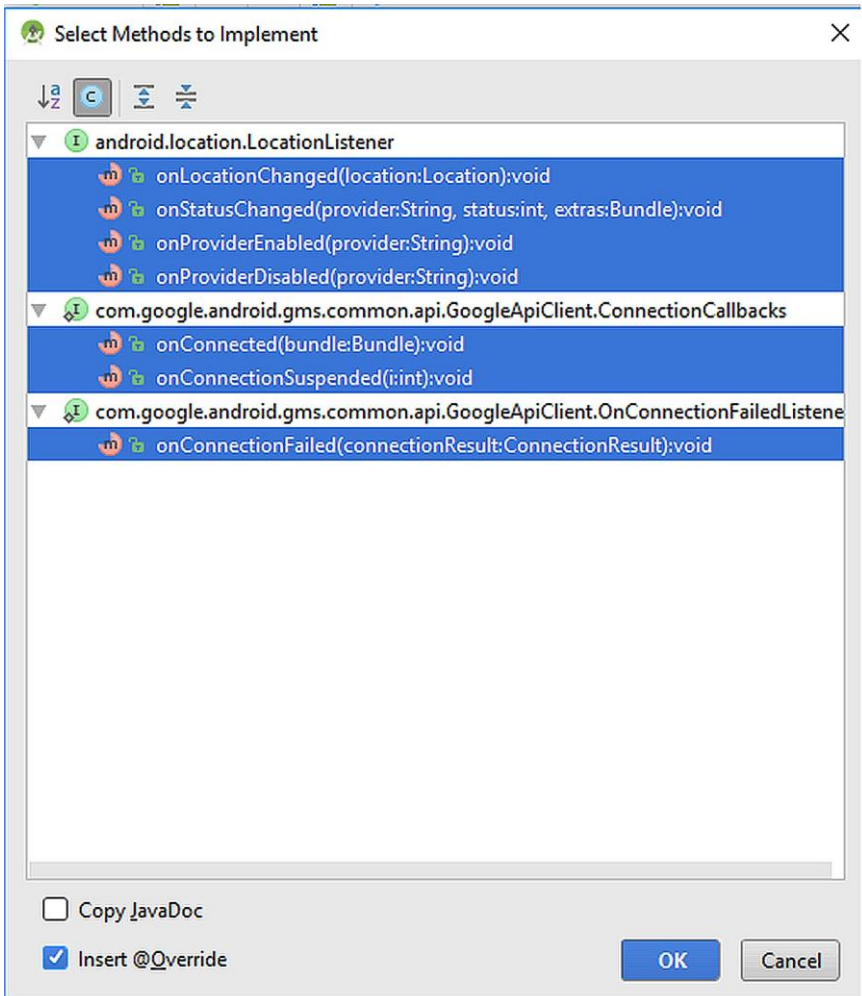 Select Methods to Implement
android.location.LocationListener
onLocationChanged(location:Location):void
onStatusChanged(provider:String, status:int, extras:Bundle):void
onProviderEnabled(provider:String):void
onProviderDisabled(provider:String):void
com.google.android.gms.common.api.GoogleApiClient.ConnectionCallbacks
onConnected(bundle:Bundle):void
onConnectionSuspended(i:int):void
com.google.android.gms.common.api.GoogleApiClient.OnConnectionFailedListene
onConnectionFailed(connectionResult:ConnectionResult):void
Copy JavaDoc
Insert @Override
OK Cancel